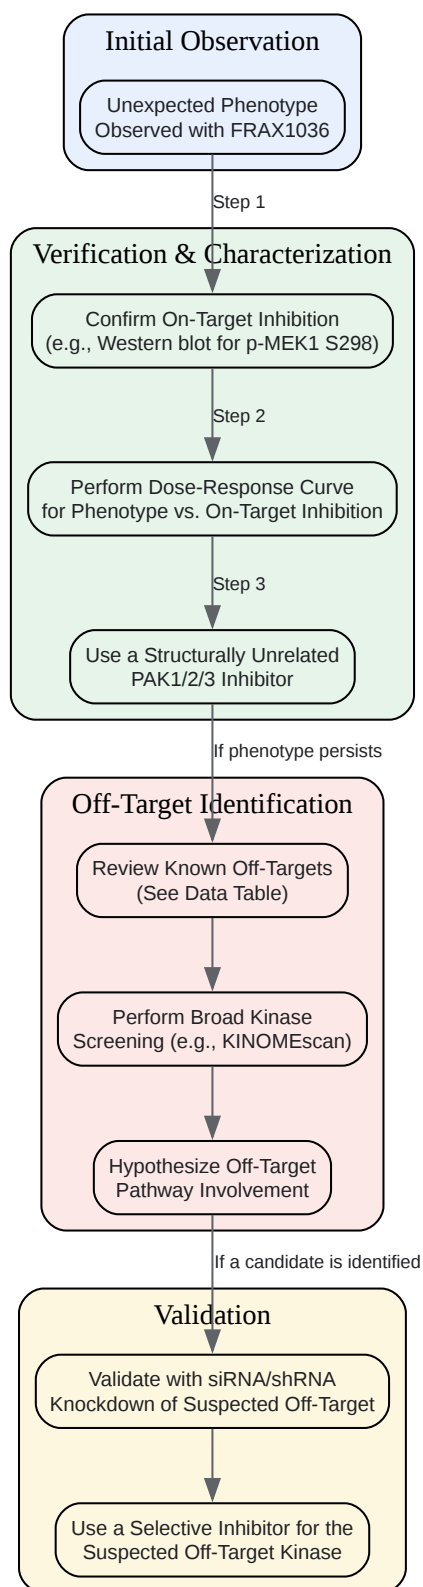 Initial Observation
Unexpected Phenotype
Observed with FRAX1036
Step 1
Verification & Characterization
Confirm On-Target Inhibition
(e.g., Western blot for p-MEK1 S298)
Step 2
Perform Dose-Response Curve
for Phenotype vs. On-Target Inhibition
Step 3
Use a Structurally Unrelated
PAK1/2/3 Inhibitor
If phenotype persists
Off-Target Identification
Review Known Off-Targets
(See Data Table)
Perform Broad Kinase
Screening (e.g., KINOMEscan)
Hypothesize Off-Target
Pathway Involvement
If a candidate is identified
Validation
Validate with siRNA/shRNA
Knockdown of Suspected Off-Target
Use a Selective Inhibitor for the
Suspected Off-Target Kinase